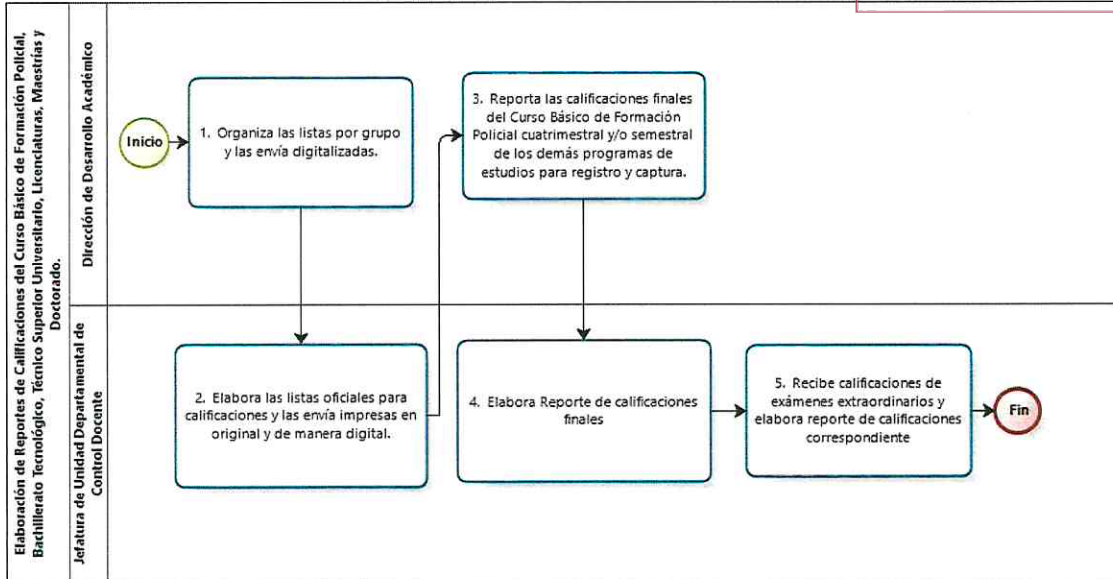 Elaboración de Reportes de Calificaciones del Curso Básico de Formación Policial,
Bachillerato Tecnológico, Técnico Superior Universitario, Licenciaturas, Maestrías y
Doctorado.
Dirección de Desarrollo Académico
Inicio
1. Organiza las listas por grupo
y las envía digitalizadas.
3. Reporta las calificaciones finales
del Curso Básico de Formación
Policial cuatrimestral y/o semestral
de los demás programas de
estudios para registro y captura.
Jefatura de Unidad Departamental de
Control Docente
2. Elabora las listas oficiales para
calificaciones y las envía impresas en
original y de manera digital.
4. Elabora Reporte de calificaciones
finales
5. Recibe calificaciones de
exámenes extraordinarios y
elabora reporte de calificaciones
correspondiente
Fin